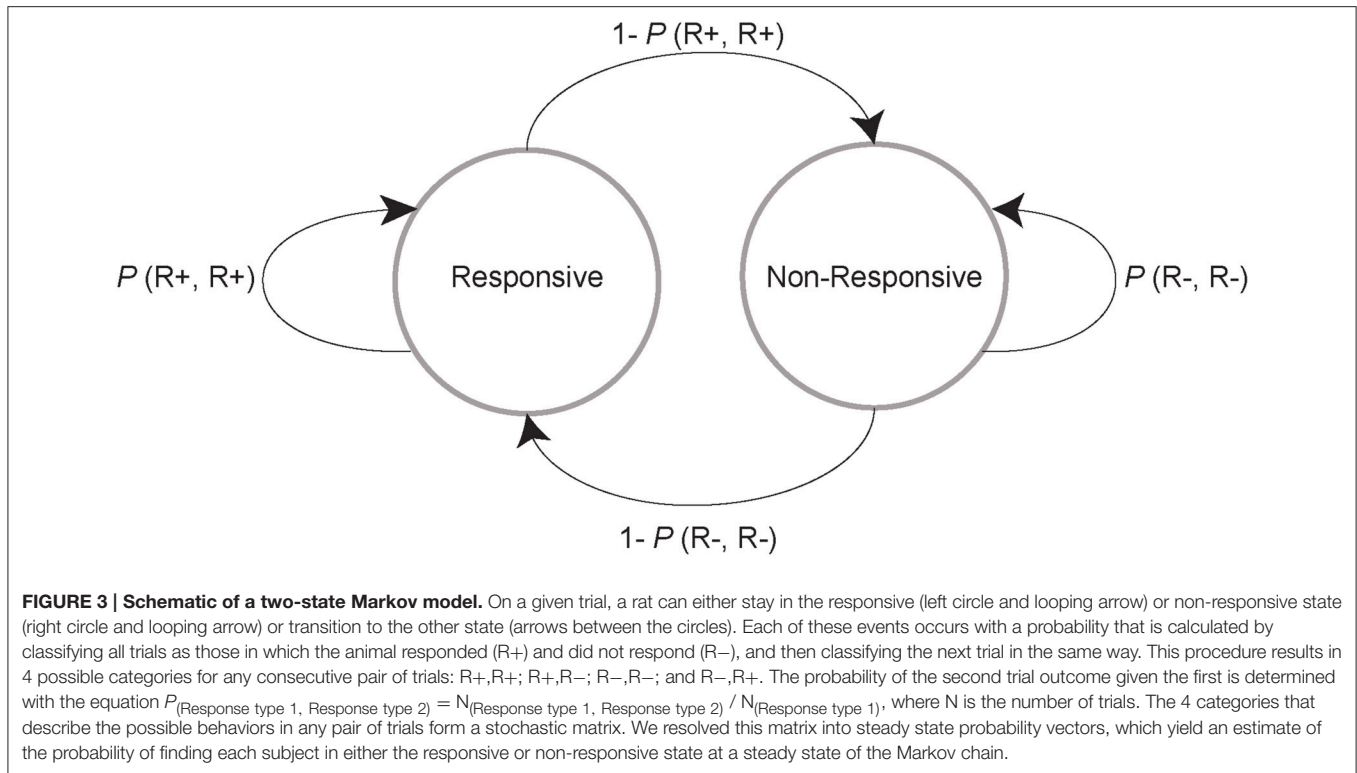 1- P (R+, R+)
P (R+, R+)
Responsive
Non-Responsive
P (R-, R-)
1- P (R-, R-)
FIGURE 3 | Schematic of a two-state Markov model. On a given trial, a rat can either stay in the responsive (left circle and looping arrow) or non-responsive state
(right circle and looping arrow) or transition to the other state (arrows between the circles). Each of these events occurs with a probability that is calculated by
classifying all trials as those in which the animal responded (R+) and did not respond (R−), and then classifying the next trial in the same way. This procedure results in
4 possible categories for any consecutive pair of trials: R+,R+; R+,R−; R−,R−; and R−,R+. The probability of the second trial outcome given the first is determined
with the equation P(Response type 1, Response type 2) = N(Response type 1, Response type 2) / N(Response type 1), where N is the number of trials. The 4 categories that
describe the possible behaviors in any pair of trials form a stochastic matrix. We resolved this matrix into steady state probability vectors, which yield an estimate of
the probability of finding each subject in either the responsive or non-responsive state at a steady state of the Markov chain.